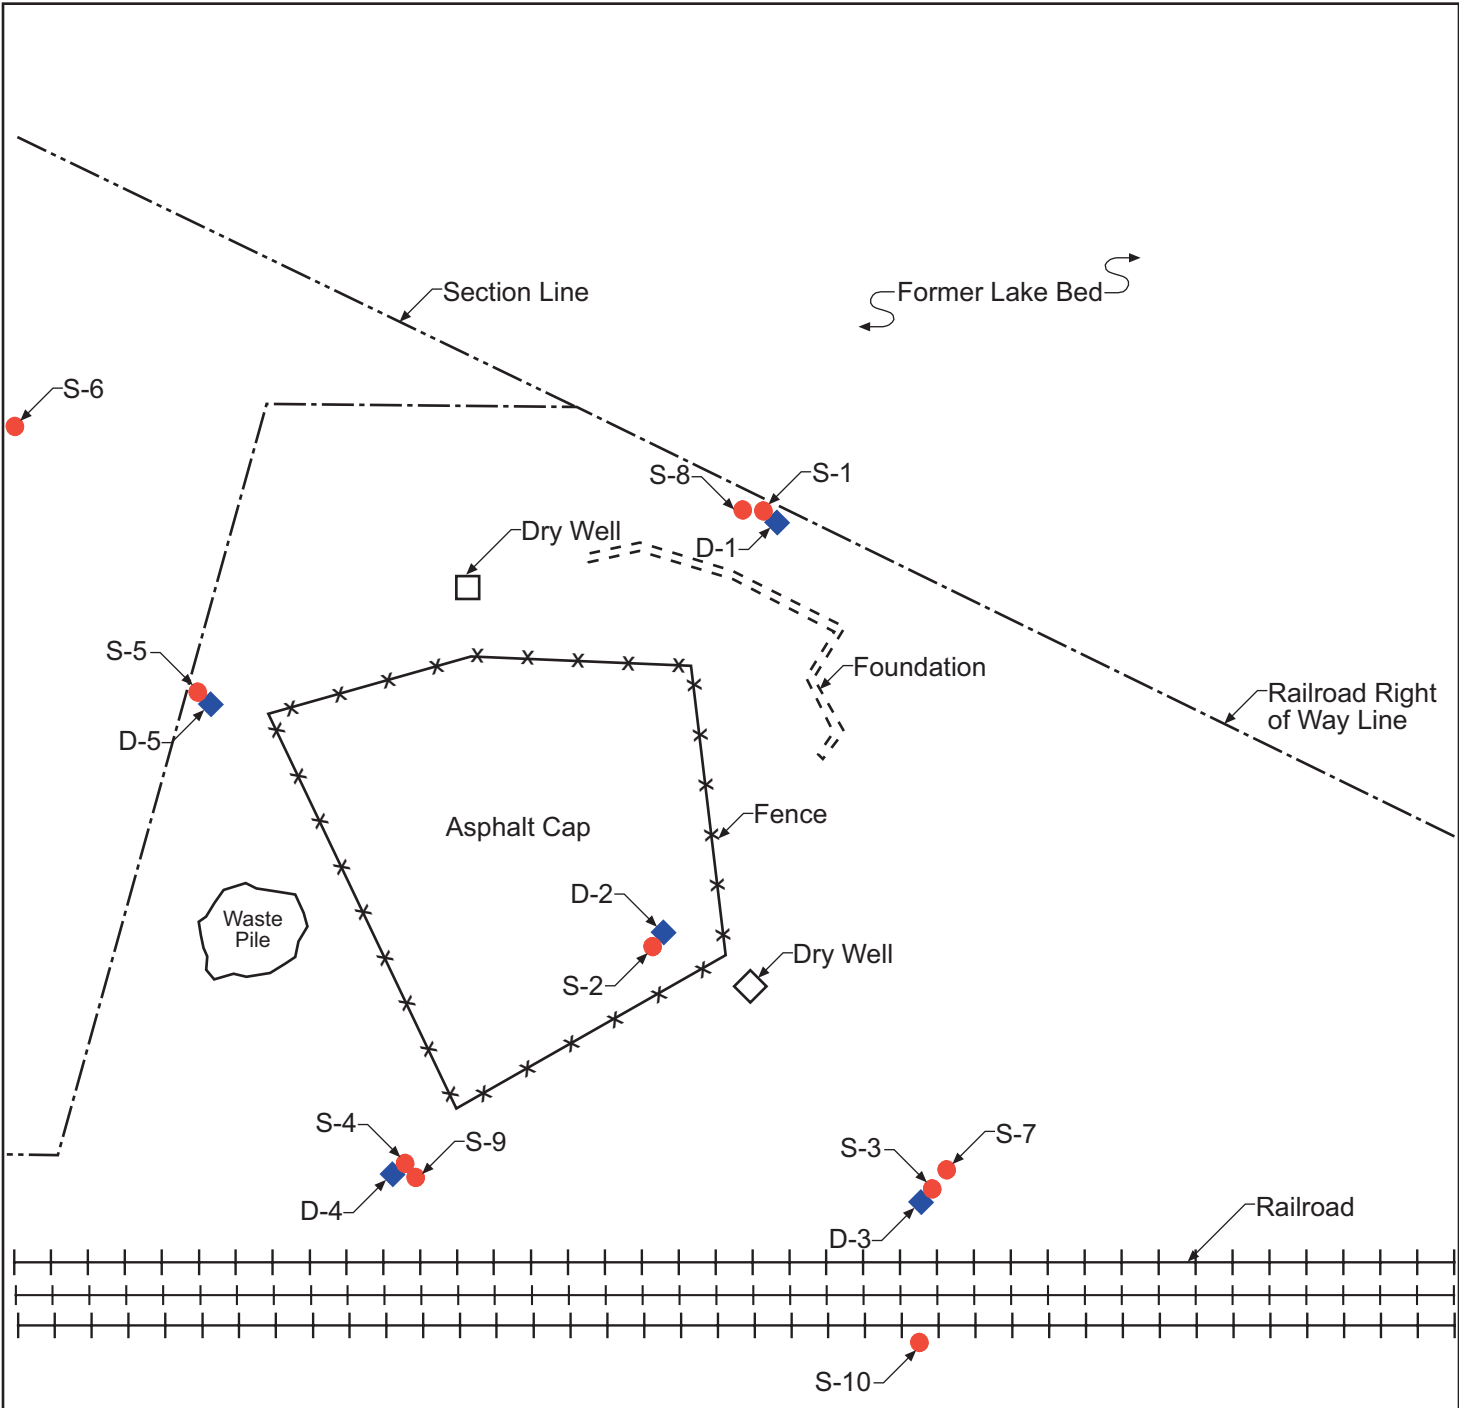 Section Line
Former Lake Bed
S-6
S-8
S-1
Dry Well
D-1
S-5
Foundation
Railroad Right
of Way Line
D-5
Fence
Asphalt Cap
D-2
Waste
Pile
Dry Well
S-2
S-4
S-9
S-7
S-3
D-4
Railroad
D-3
S-10